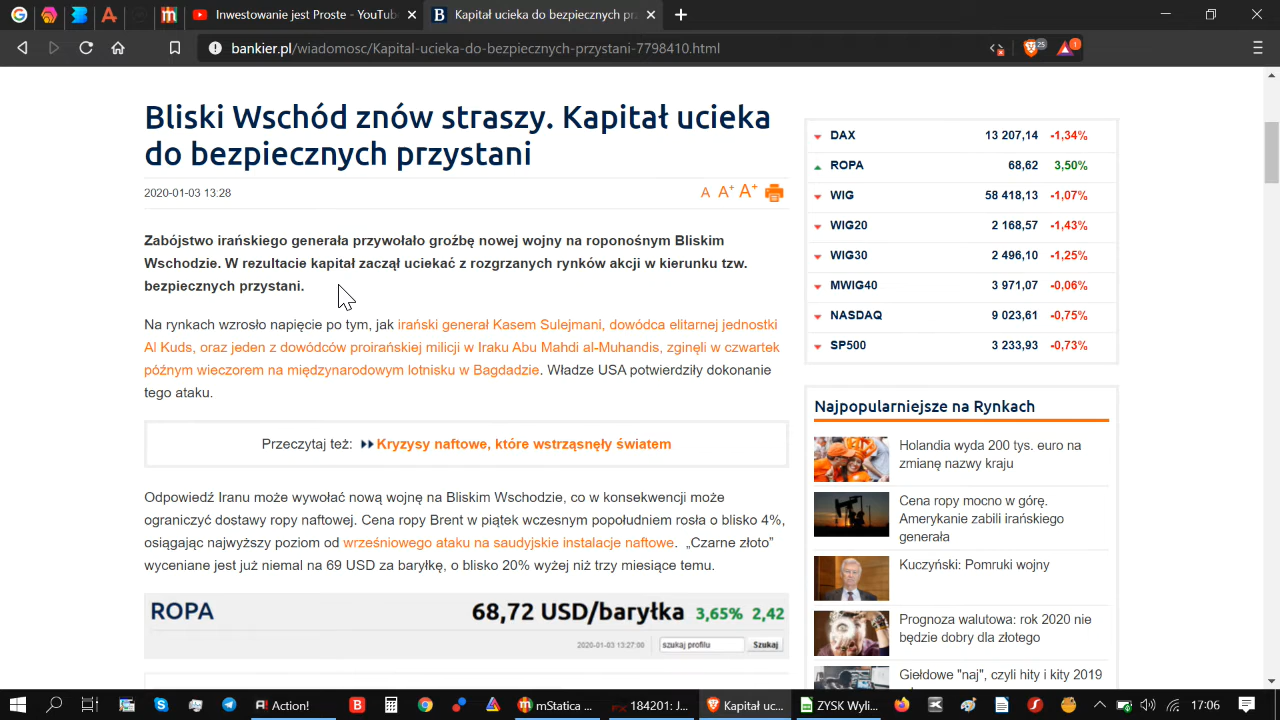 Inwestowanie jest Proste - YouTube
Kapitał ucieka do bezpiecznych prz
bankier.pl/wiadomosc/Kapital-ucieka-do-bezpiecznych-przystani-7798410.html
25
1
Bliski Wschód znów straszy. Kapitał ucieka
do bezpiecznych przystani
2020-01-03 13.28
A A+ A+
Zabójstwo irańskiego generała przywołało groźbę nowej wojny na roponośnym Bliskim
Wschodzie. W rezultacie kapitał zaczął uciekać z rozgrzanych rynków akcji w kierunku tzw.
bezpiecznych przystani.
Na rynkach wzrosło napięcie po tym, jak irański generał Kasem Sulejmani, dowódca elitarnej jednostki
Al Kuds, oraz jeden z dowódców proirańskiej milicji w Iraku Abu Mahdi al-Muhandis, zginęli w czwartek
późnym wieczorem na międzynarodowym lotnisku w Bagdadzie. Władze USA potwierdziły dokonanie
tego ataku.
Przeczytaj też: Kryzysy naftowe, które wstrząsnęły światem
Odpowiedź Iranu może wywołać nową wojnę na Bliskim Wschodzie, co w konsekwencji może
ograniczyć dostawy ropy naftowej. Cena ropy Brent w piątek wczesnym popołudniem rosła o blisko 4%,
osiągając najwyższy poziom od wrześniowego ataku na saudyjskie instalacje naftowe. „Czarne złoto”
wyceniane jest już niemal na 69 USD za baryłkę, o blisko 20% wyżej niż trzy miesiące temu.
ROPA 68,72 USD/baryłka 3,65% 2,42
2020-01-03 13:27:00 szukaj profilu Szukaj
DAX 13 207,14 -1,34%
ROPA 68,62 3,50%
WIG 58 418,13 -1,07%
WIG20 2 168,57 -1,43%
WIG30 2 496,10 -1,25%
MWIG40 3 971,07 -0,06%
NASDAQ 9 023,61 -0,75%
SP500 3 233,93 -0,73%
Najpopularniejsze na Rynkach
Holandia wyda 200 tys. euro na
zmianę nazwy kraju
Cena ropy mocno w górę.
Amerykanie zabili irańskiego
generała
Kuczyński: Pomruki wojny
Prognoza walutowa: rok 2020 nie
będzie dobry dla złotego
Giełdowe "naj", czyli hity i kity 2019
Action!
mStatica ...
184201: J...
Kapitał uc...
ZYSK Wyli...
17:06